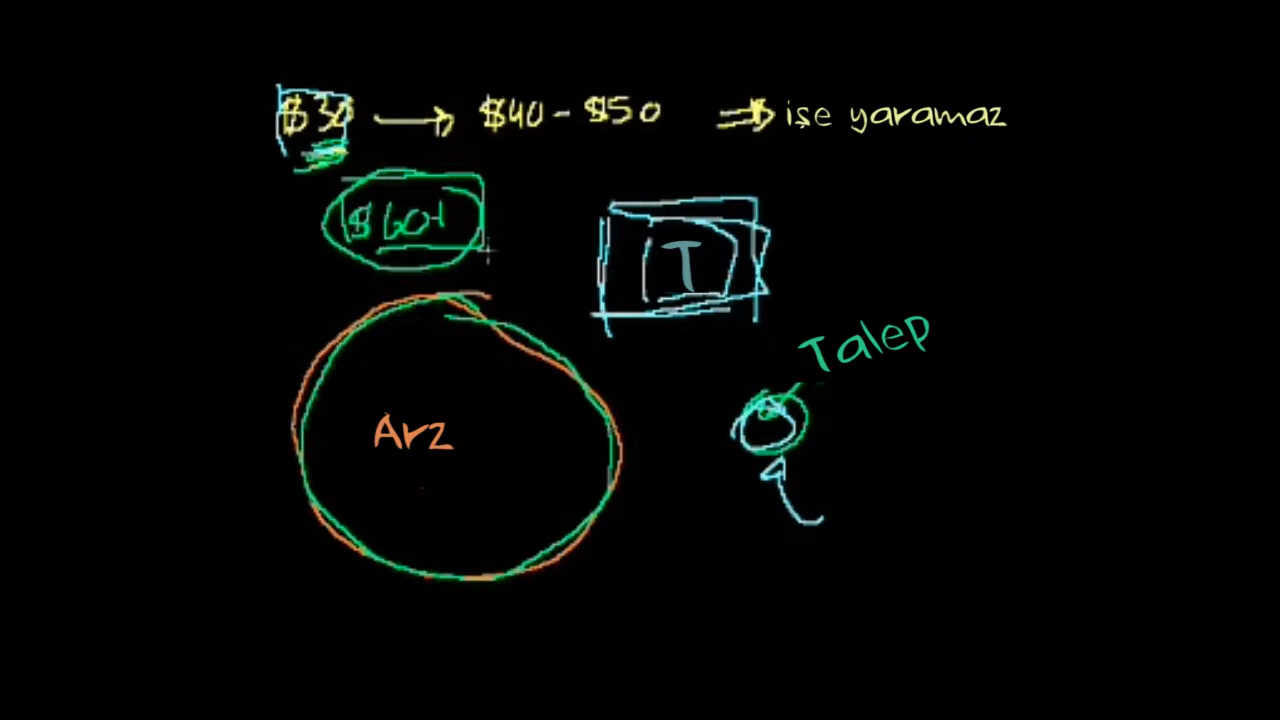 $30 → $40 - $50 ⇒ işe yaramaz
$60+
T
Talep
Arz